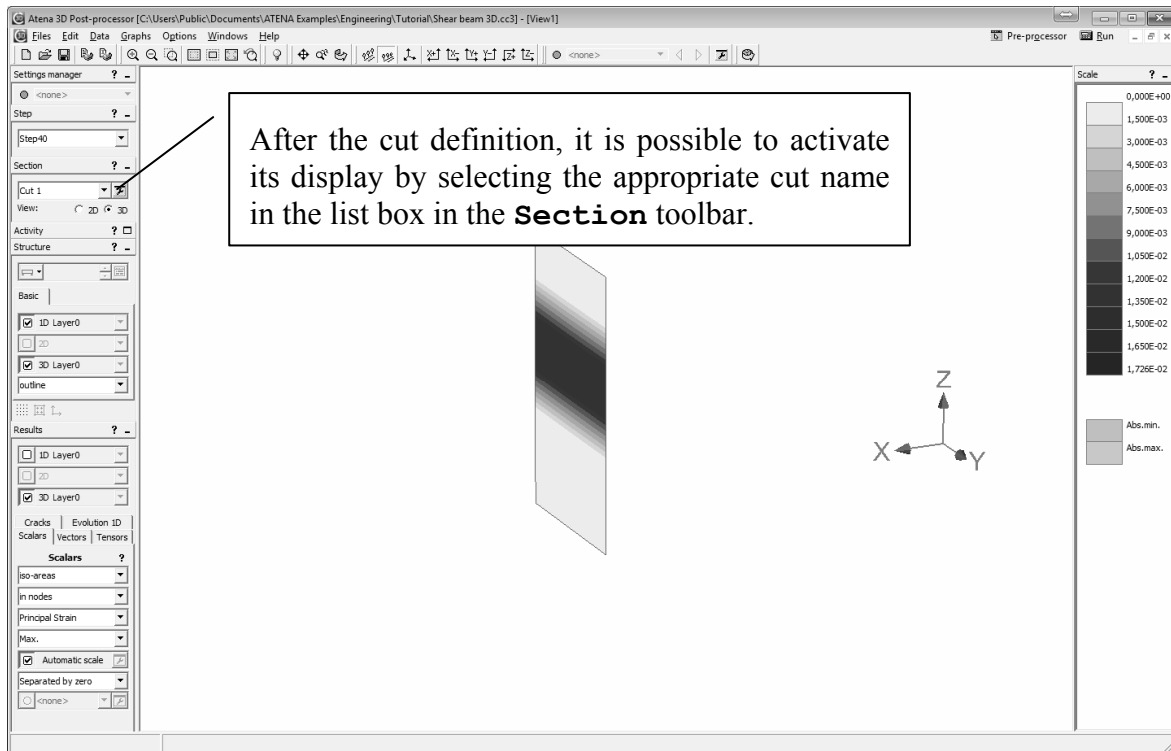 Atena 3D Post-processor [C:\Users\Public\Documents\ATENA Examples\Engineering\Tutorial\Shear beam 3D.cc3] - [View1]
Files Edit Data Graphs Options Windows Help Pre-processor Run
<none>
Settings manager ?
<none>
Step ?
Step40
Section ?
Cut 1
View: 2D 3D
Activity ?
Structure ?
Basic
1D Layer0
2D
3D Layer0
outline
Results ?
1D Layer0
2D
3D Layer0
Cracks Evolution 1D
Scalars Vectors Tensors
Scalars ?
iso-areas
in nodes
Principal Strain
Max.
Automatic scale
Separated by zero
<none>
After the cut definition, it is possible to activate
its display by selecting the appropriate cut name
in the list box in the Section toolbar.
Z
X
Y
Scale ?
0,000E+00
1,500E-03
3,000E-03
4,500E-03
6,000E-03
7,500E-03
9,000E-03
1,050E-02
1,200E-02
1,350E-02
1,500E-02
1,650E-02
1,726E-02
Abs.min.
Abs.max.